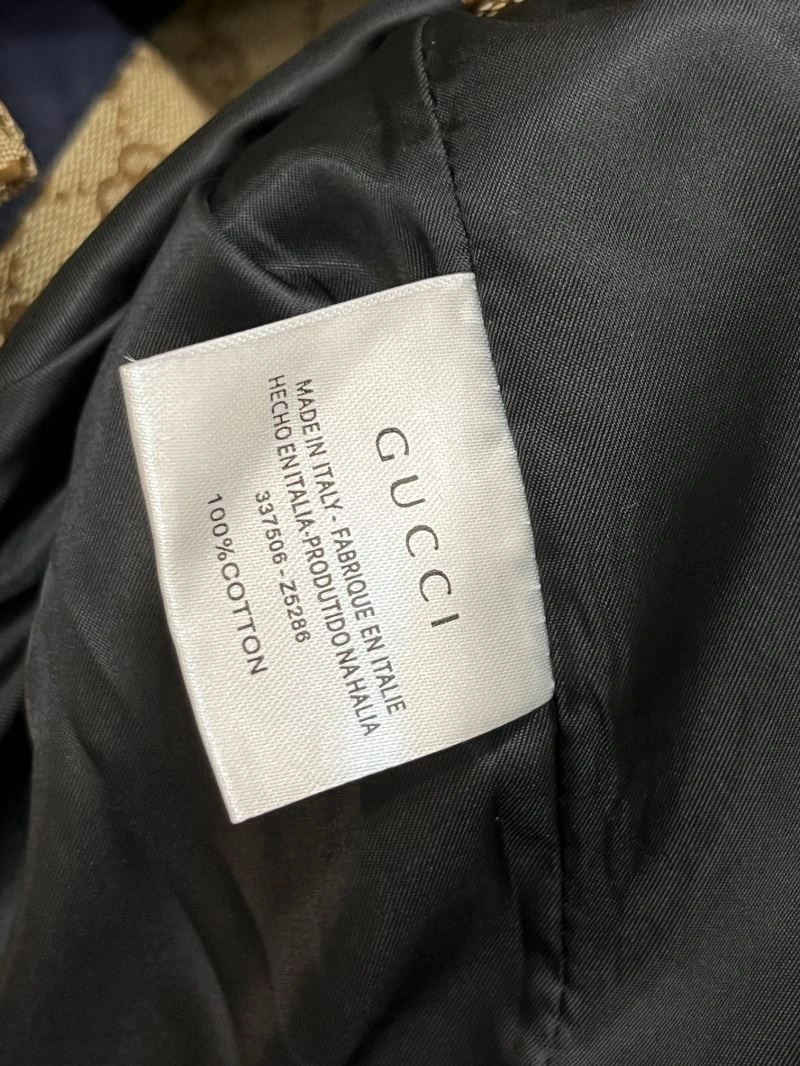 GUCCI
MADE IN ITALY - FABRIQUE EN ITALIE
HECHO EN ITALIA-PRODUTIDO NA HALIA
337506 - Z5286
100%COTTON